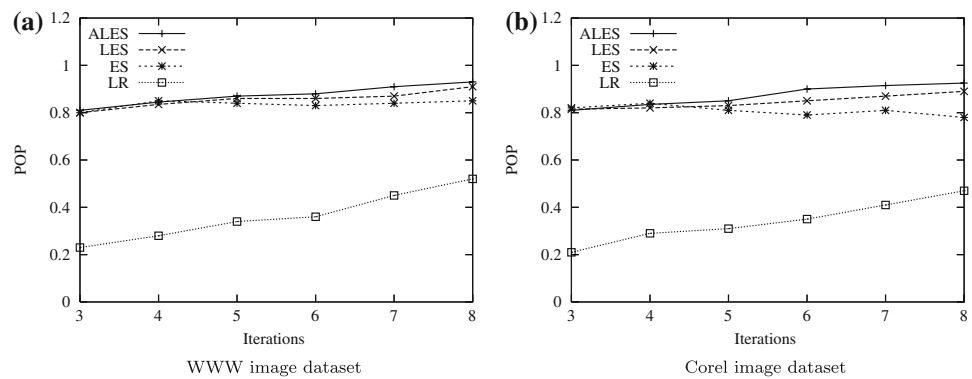 (a)
1.2
1
0.8
0.6
0.4
0.2
0
POP
ALES
LES
ES
LR
3 4 5 6 7 8
Iterations
WWW image dataset
(b)
1.2
1
0.8
0.6
0.4
0.2
0
POP
ALES
LES
ES
LR
3 4 5 6 7 8
Iterations
Corel image dataset